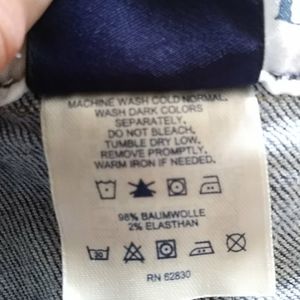 MACHINE WASH COLD NORMAL.
WASH DARK COLORS
SEPARATELY.
DO NOT BLEACH.
TUMBLE DRY LOW.
REMOVE PROMPTLY.
WARM IRON IF NEEDED.
98% BAUMWOLLE
2% ELASTHAN
RN 62830